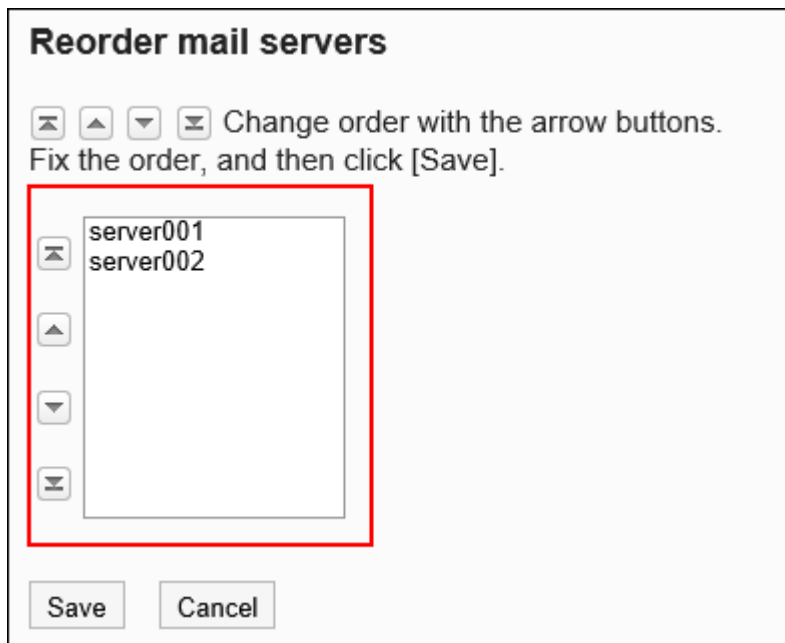 Reorder mail servers
Change order with the arrow buttons.
Fix the order, and then click [Save].
server001
server002
Save
Cancel